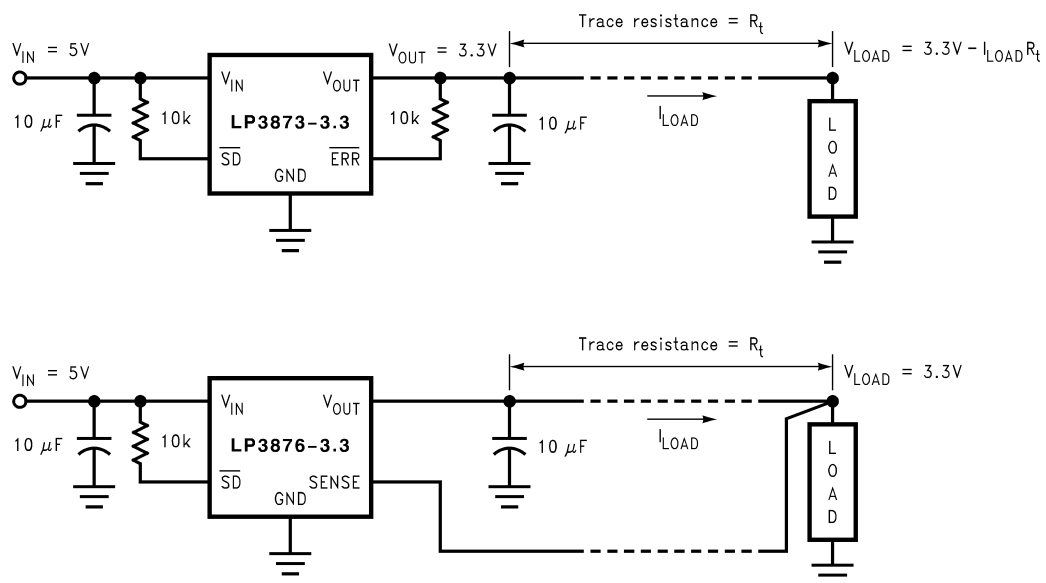 Trace resistance = Rt
VIN = 5V
VOUT = 3.3V
VLOAD = 3.3V – ILOADRt
VIN
VOUT
10 μF
10k
LP3873-3.3
10k
10 μF
ILOAD
LOAD
SD
ERR
GND
Trace resistance = Rt
VIN = 5V
VLOAD = 3.3V
VIN
VOUT
10 μF
10k
LP3876-3.3
10 μF
ILOAD
LOAD
SD
SENSE
GND